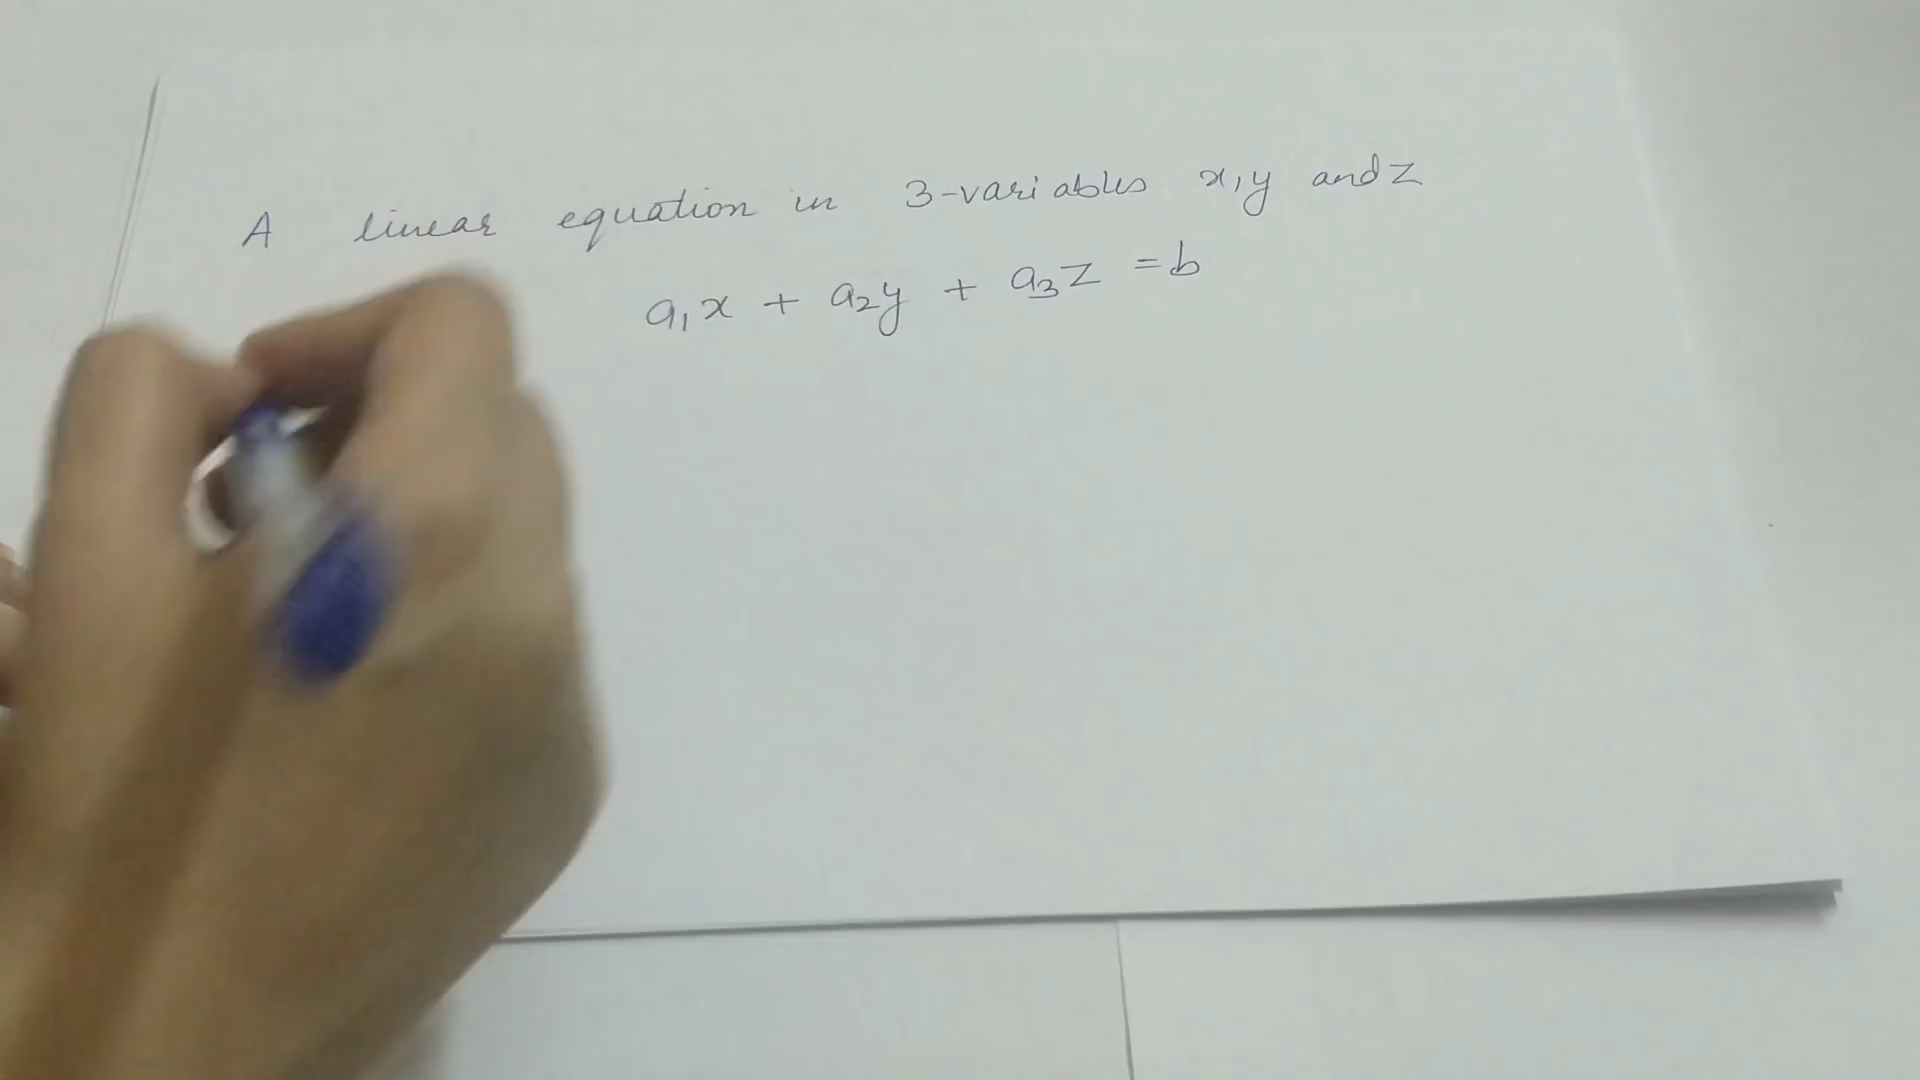 A linear equation in 3-variables x,y and z
a₁x + a₂y + a₃z = b